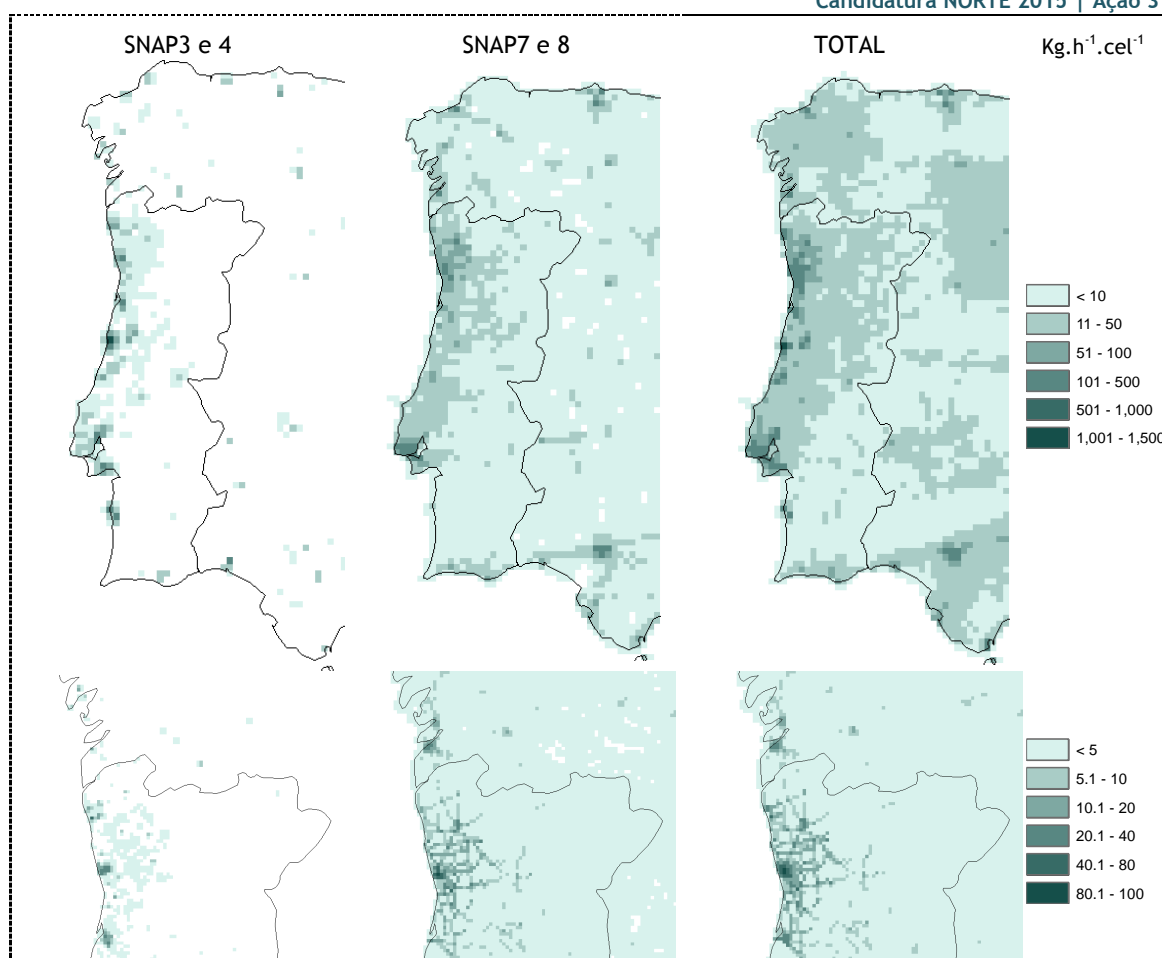 Candidatura NORTE 2015 | Ação 3
SNAP3 e 4
SNAP7 e 8
TOTAL
Kg.h⁻¹.cel⁻¹
< 10
11 - 50
51 - 100
101 - 500
501 - 1,000
1,001 - 1,500
< 5
5.1 - 10
10.1 - 20
20.1 - 40
40.1 - 80
80.1 - 100